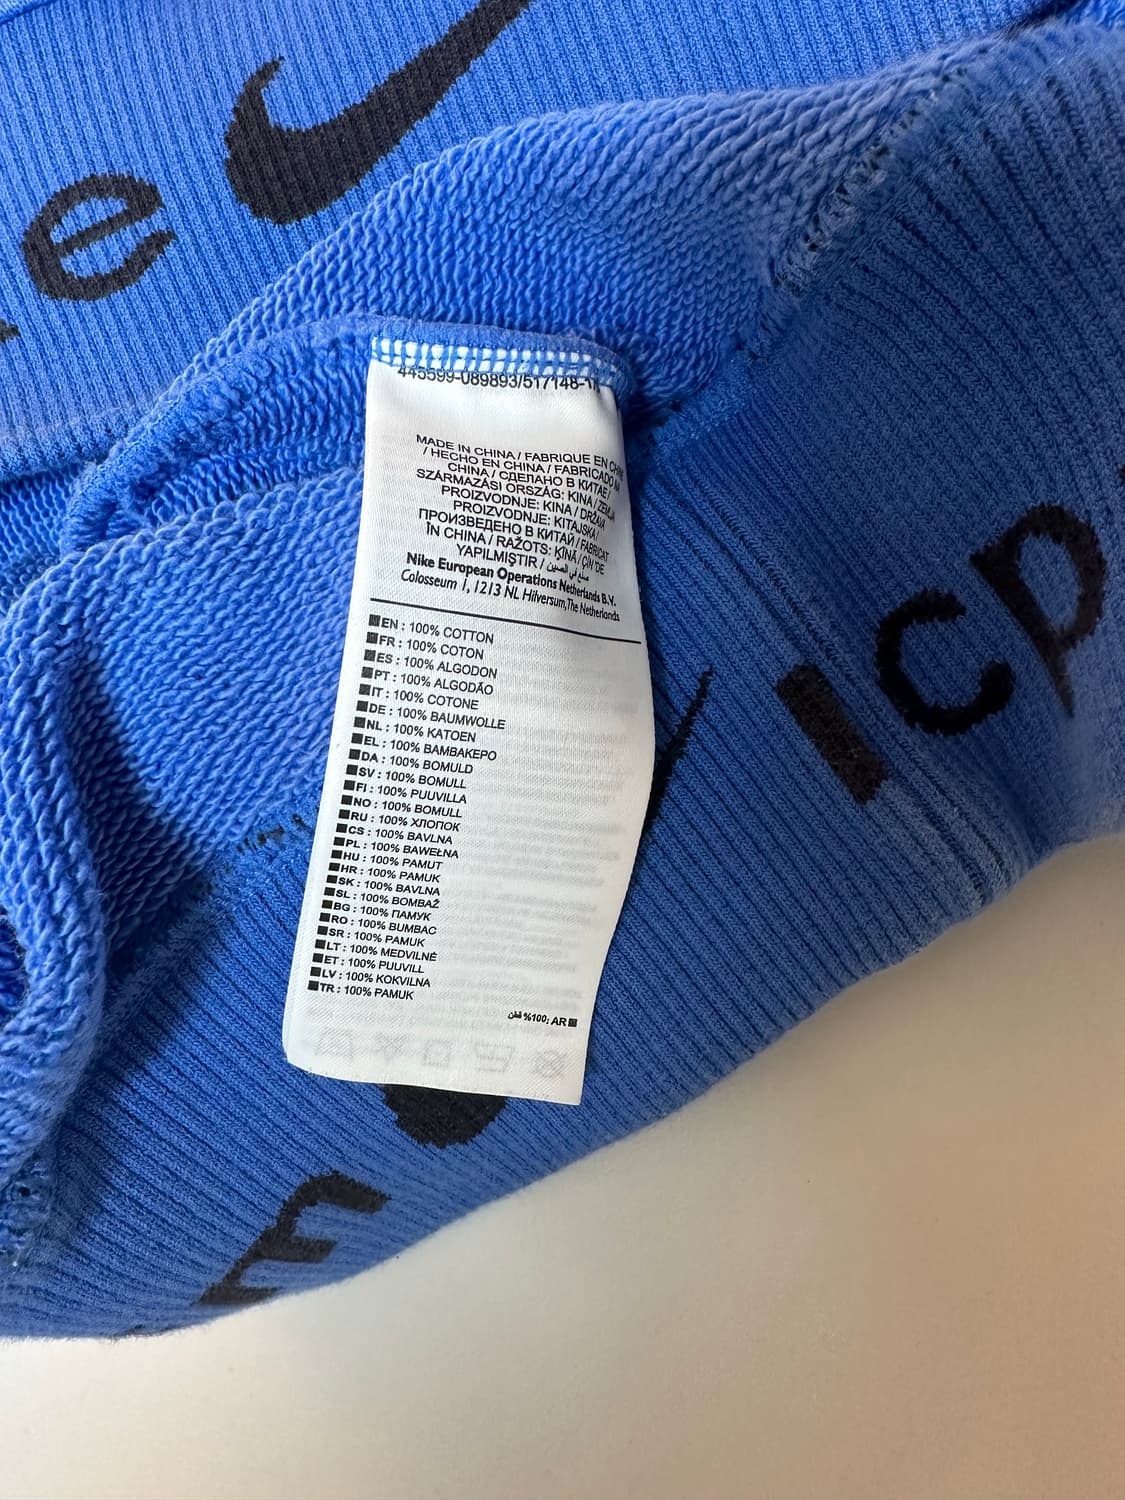 e
445599-089893/517148-1
MADE IN CHINA / FABRIQUE EN
/ HECHO EN CHINA / FABRICADO
CHINA / СДЕЛАНО В КИТАЕ /
SZÁRMAZÁSI ORSZÁG: KINA / ZEMLJA
PROIZVODNJE: KINA / DRŽAVA
PROIZVODNJE: KITAJSKA /
ПРОИЗВЕДЕНО В КИТАЙ / FABRICAT
ÎN CHINA / RAŽOTS: ĶĪNĀ / ÇİN'DE
YAPILMIŞTIR / صنع في الصين
Nike European Operations Netherlands B.V.
Colosseum 1, 1213 NL Hilversum, The Netherlands
EN : 100% COTTON
FR : 100% COTON
ES : 100% ALGODON
PT : 100% ALGODÃO
IT : 100% COTONE
DE : 100% BAUMWOLLE
NL : 100% KATOEN
EL : 100% ΒΑΜΒΑΚΕΡΟ
DA : 100% BOMULD
SV : 100% BOMULL
FI : 100% PUUVILLA
NO : 100% BOMULL
RU : 100% ХЛОПОК
CS : 100% BAVLNA
PL : 100% BAWEŁNA
HU : 100% PAMUT
HR : 100% PAMUK
SK : 100% BAVLNA
SL : 100% BOMBAŽ
BG : 100% ПАМУК
RO : 100% BUMBAC
SR : 100% PAMUK
LT : 100% MEDVILNĖ
ET : 100% PUUVILL
LV : 100% KOKVILNA
TR : 100% PAMUK
قطن %100: AR